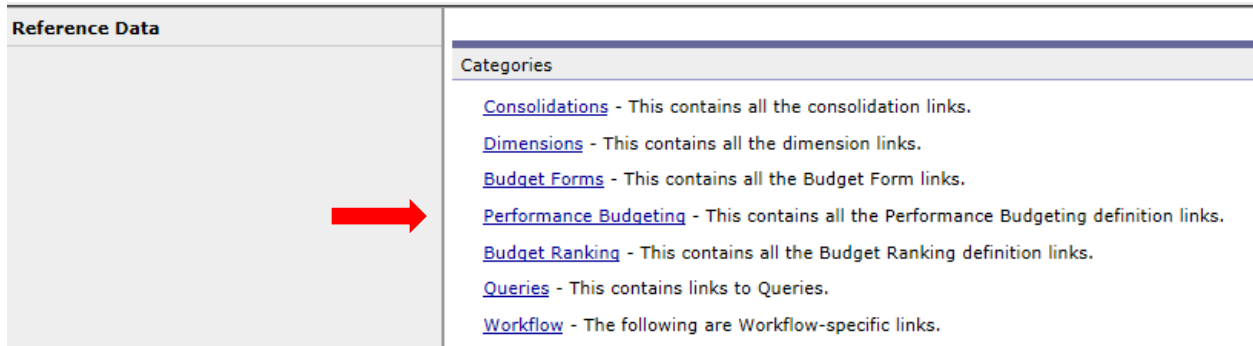 Reference Data
Categories
Consolidations - This contains all the consolidation links.
Dimensions - This contains all the dimension links.
Budget Forms - This contains all the Budget Form links.
Performance Budgeting - This contains all the Performance Budgeting definition links.
Budget Ranking - This contains all the Budget Ranking definition links.
Queries - This contains links to Queries.
Workflow - The following are Workflow-specific links.